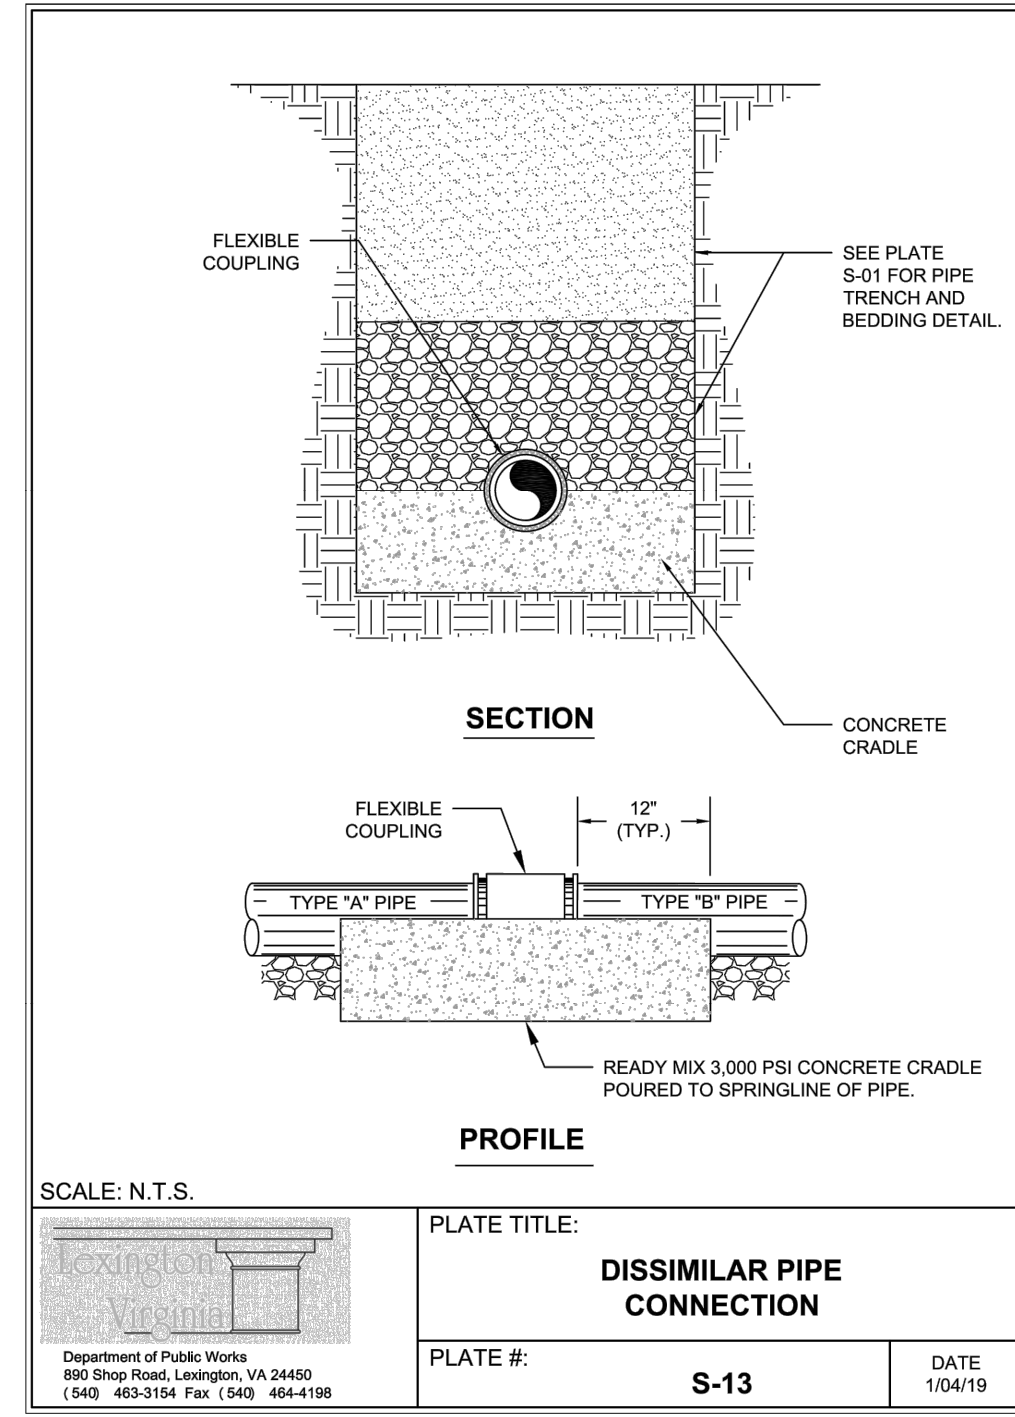 FLEXIBLE
COUPLING
SEE PLATE
S-01 FOR PIPE
TRENCH AND
BEDDING DETAIL.
SECTION
CONCRETE
CRADLE
FLEXIBLE
COUPLING
12"
(TYP.)
TYPE "A" PIPE
TYPE "B" PIPE
READY MIX 3,000 PSI CONCRETE CRADLE
POURED TO SPRINGLINE OF PIPE.
PROFILE
SCALE: N.T.S.
Lexington
Virginia
Department of Public Works
890 Shop Road, Lexington, VA 24450
( 540) 463-3154 Fax ( 540) 464-4198
PLATE TITLE:
DISSIMILAR PIPE
CONNECTION
PLATE #:
S-13
DATE
1/04/19